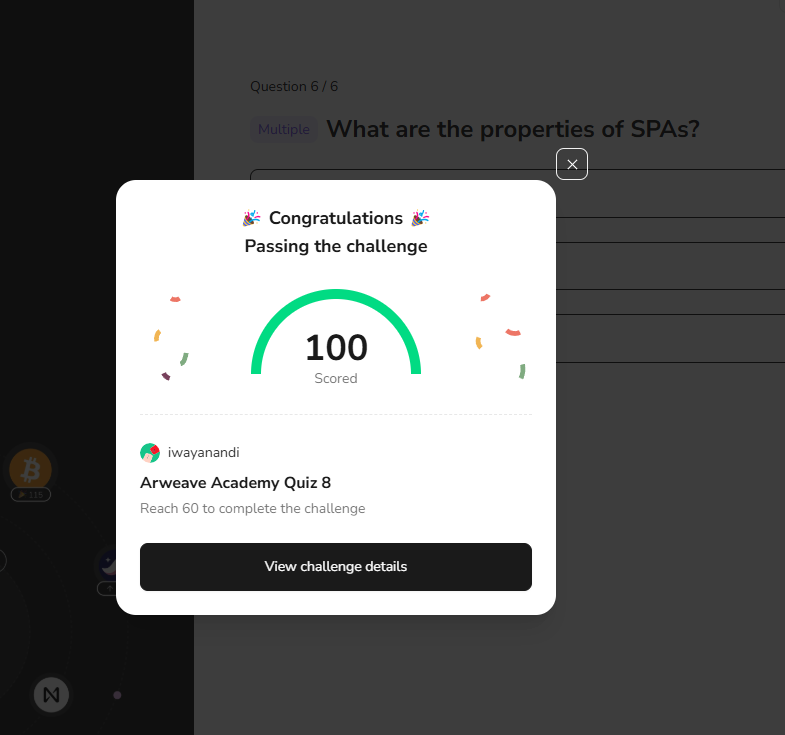 Question 6 / 6
Multiple What are the properties of SPAs?
Congratulations
Passing the challenge
100
Scored
iwayanandi
Arweave Academy Quiz 8
Reach 60 to complete the challenge
View challenge details
115